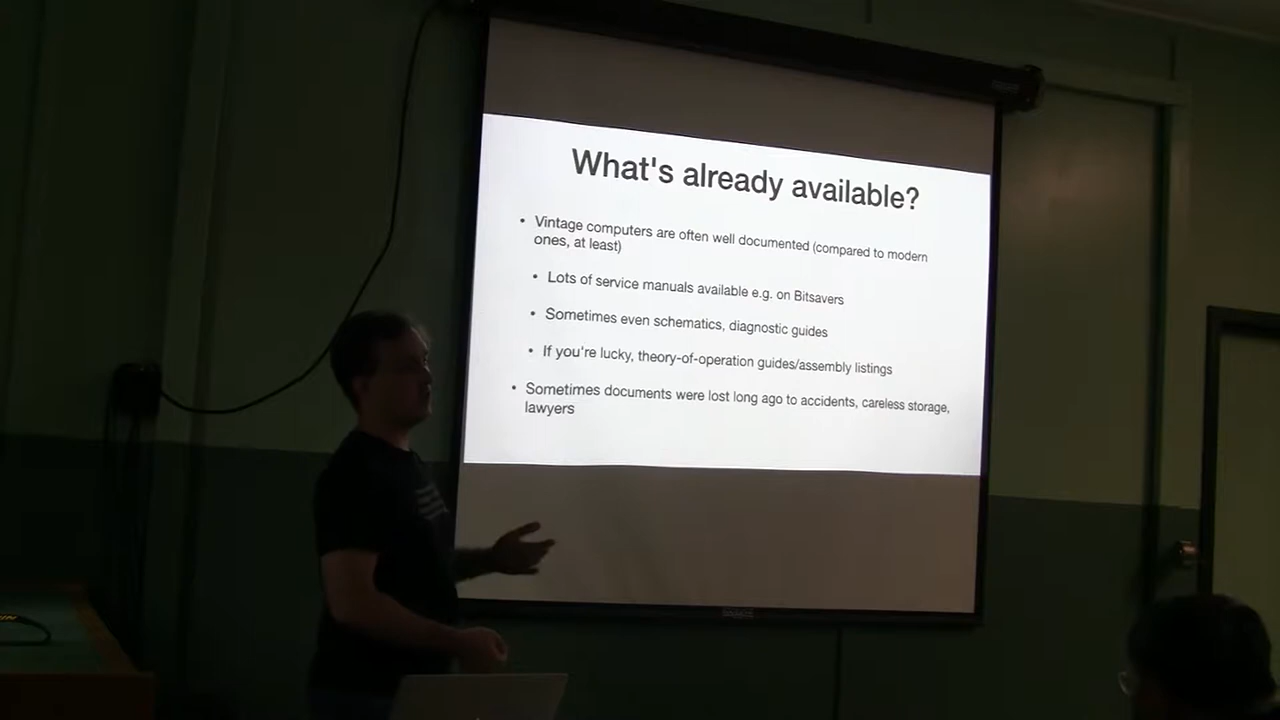 What's already available?
• Vintage computers are often well documented (compared to modern
ones, at least)
• Lots of service manuals available e.g. on Bitsavers
• Sometimes even schematics, diagnostic guides
• If you're lucky, theory-of-operation guides/assembly listings
• Sometimes documents were lost long ago to accidents, careless storage,
lawyers